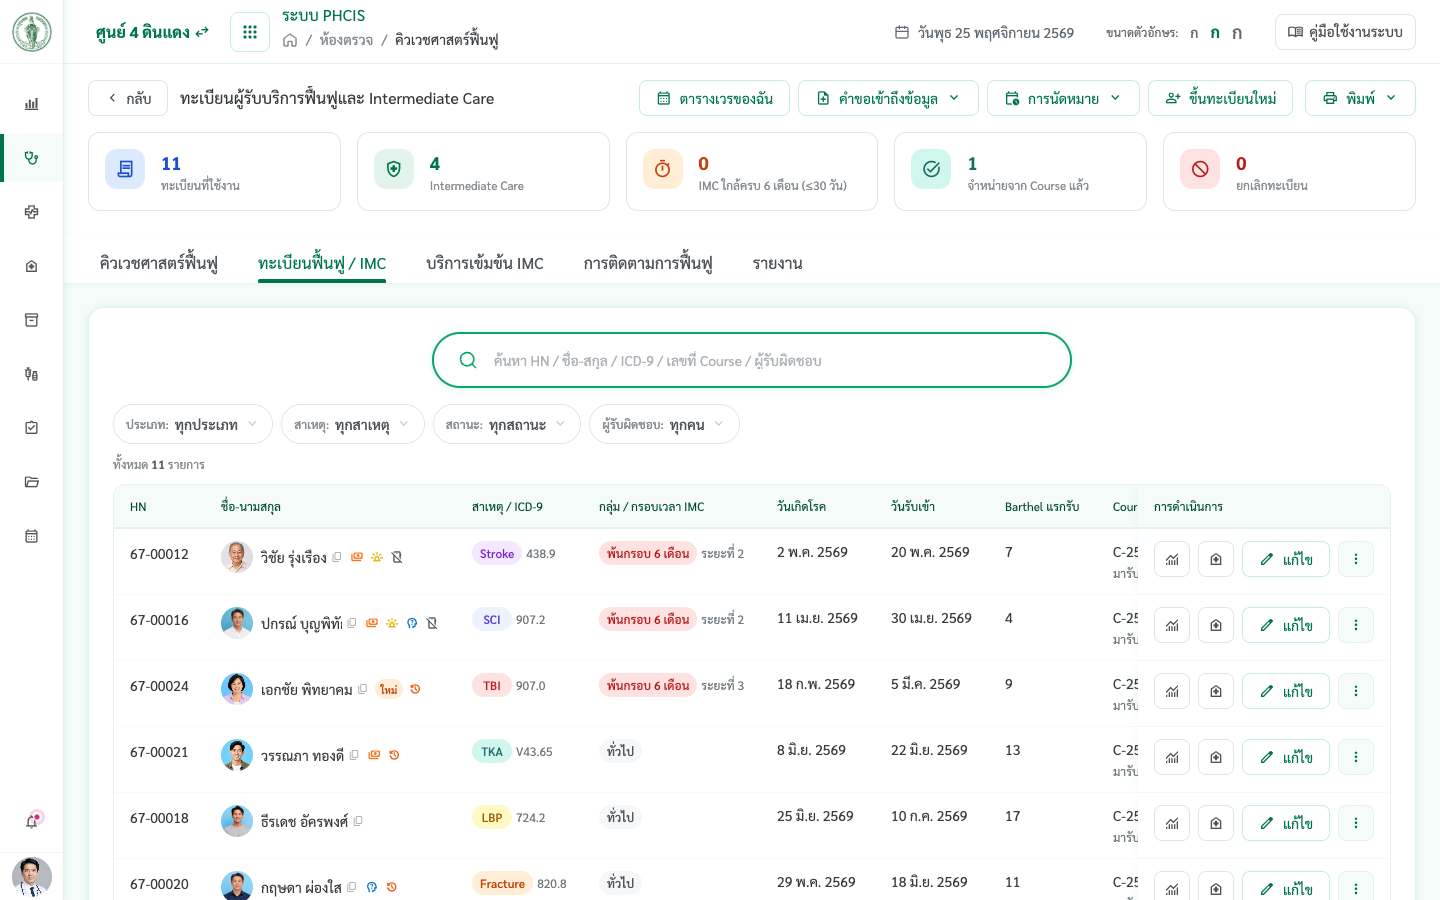 ศูนย์ 4 ดินแดง
ระบบ PHCIS
/ ห้องตรวจ / คิวเวชศาสตร์ฟื้นฟู
วันพุธ 25 พฤศจิกายน 2569
ขนาดตัวอักษร: ก ก ก
คู่มือใช้งานระบบ
กลับ
ทะเบียนผู้รับบริการฟื้นฟูและ Intermediate Care
ตารางเวรของฉัน
คำขอเข้าถึงข้อมูล
การนัดหมาย
ขึ้นทะเบียนใหม่
พิมพ์
11
ทะเบียนที่ใช้งาน
4
Intermediate Care
0
IMC ใกล้ครบ 6 เดือน (≤30 วัน)
1
จำหน่ายจาก Course แล้ว
0
ยกเลิกทะเบียน
คิวเวชศาสตร์ฟื้นฟู ทะเบียนฟื้นฟู / IMC บริการเข้มข้น IMC การติดตามการฟื้นฟู รายงาน
ค้นหา HN / ชื่อ-สกุล / ICD-9 / เลขที่ Course / ผู้รับผิดชอบ
ประเภท: ทุกประเภท สาเหตุ: ทุกสาเหตุ สถานะ: ทุกสถานะ ผู้รับผิดชอบ: ทุกคน
ทั้งหมด 11 รายการ
HN ชื่อ-นามสกุล สาเหตุ / ICD-9 กลุ่ม / กรอบเวลา IMC วันเกิดโรค วันรับเข้า Barthel แรกรับ Cour การดำเนินการ
67-00012 วิชัย รุ่งเรือง Stroke 438.9 พ้นกรอบ 6 เดือน ระยะที่ 2 2 พ.ค. 2569 20 พ.ค. 2569 7 C-25 แก้ไข
มารับ
67-00016 ปกรณ์ บุญพิทั SCI 907.2 พ้นกรอบ 6 เดือน ระยะที่ 2 11 เม.ย. 2569 30 เม.ย. 2569 4 C-25 แก้ไข
มารับ
67-00024 เอกชัย พิทยาคม ใหม่ TBI 907.0 พ้นกรอบ 6 เดือน ระยะที่ 3 18 ก.พ. 2569 5 มี.ค. 2569 9 C-25 แก้ไข
มารับ
67-00021 วรรณภา ทองดี TKA V43.65 ทั่วไป 8 มิ.ย. 2569 22 มิ.ย. 2569 13 C-25 แก้ไข
มารับ
67-00018 ธีรเดช อัครพงศ์ LBP 724.2 ทั่วไป 25 มิ.ย. 2569 10 ก.ค. 2569 17 C-25 แก้ไข
มารับ
67-00020 กฤษดา ผ่องใส Fracture 820.8 ทั่วไป 29 พ.ค. 2569 18 มิ.ย. 2569 11 C-25 แก้ไข